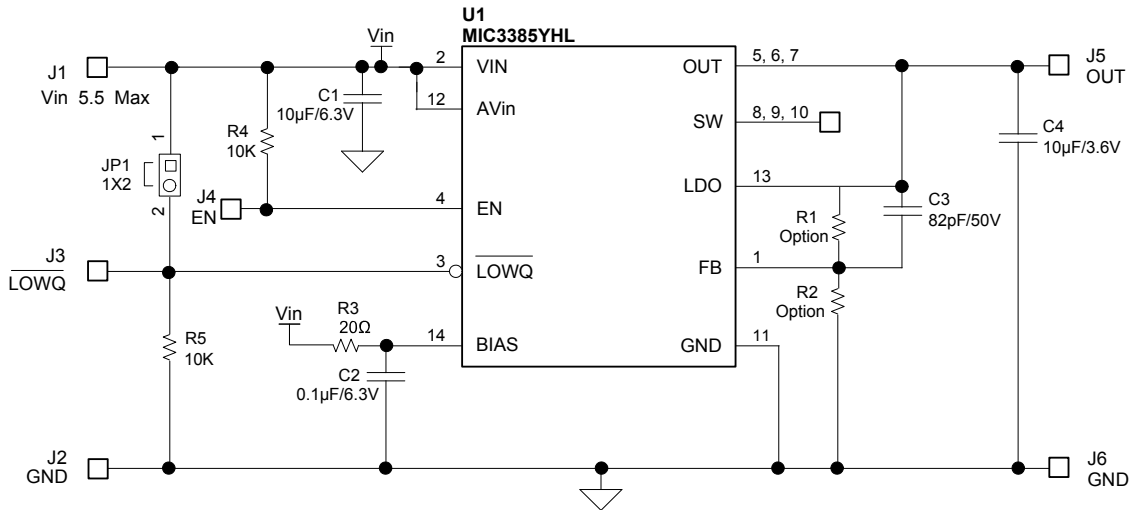 U1
MIC3385YHL
Vin
J1
Vin 5.5 Max
2
VIN
OUT
5, 6, 7
J5
OUT
C1
10µF/6.3V
12
AVin
SW
8, 9, 10
R4
10K
C4
10µF/3.6V
1
JP1
1X2
2
LDO
13
J4
EN
4
EN
R1
Option
C3
82pF/50V
J3
LOWQ
3
LOWQ
FB
1
R2
Option
Vin
R3
20Ω
14
BIAS
GND
11
R5
10K
C2
0.1µF/6.3V
J2
GND
J6
GND